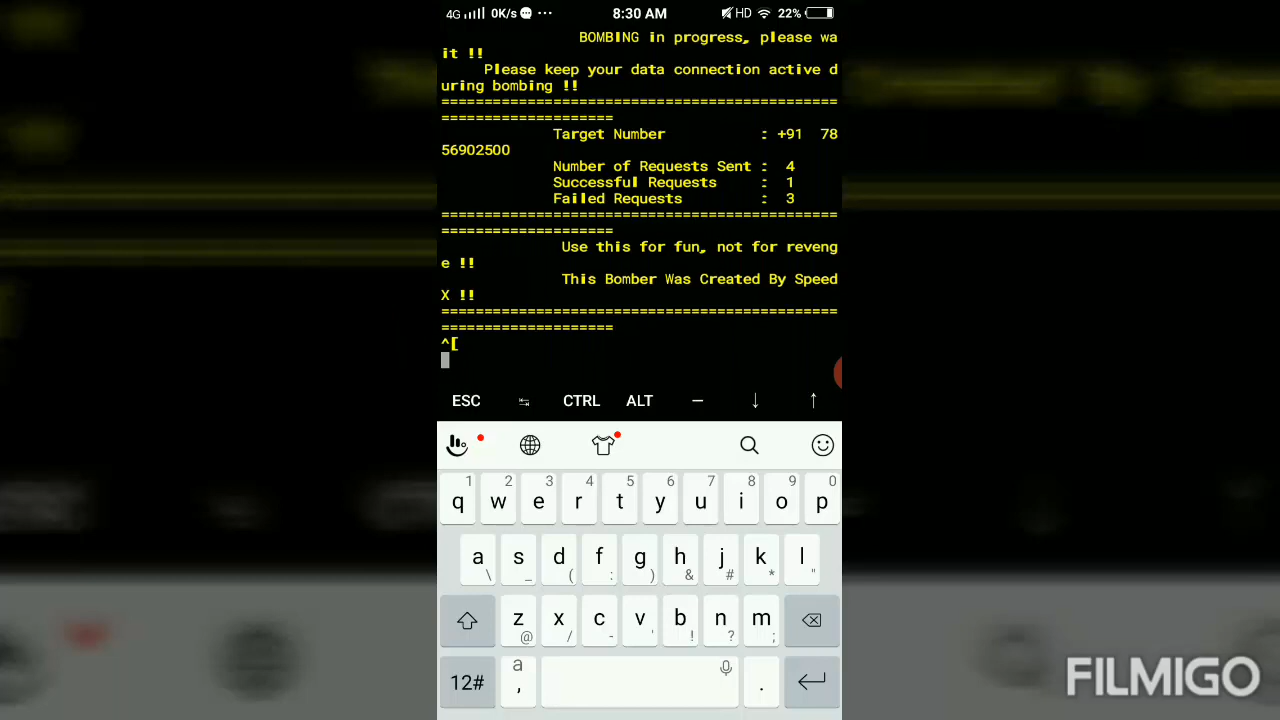 4G 0K/s ... 8:30 AM HD 22%
BOMBING in progress, please wa
it !!
Please keep your data connection active d
uring bombing !!
==============================================
====================
Target Number : +91 78
56902500
Number of Requests Sent : 4
Successful Requests : 1
Failed Requests : 3
==============================================
====================
Use this for fun, not for reveng
e !!
This Bomber Was Created By Speed
X !!
==============================================
====================
^[
ESC ↹ CTRL ALT – ↓ ↑
1 2 3 4 5 6 7 8 9 0
q w e r t y u i o p
a s d f g h j k l
\ _ ( : ) & # * "
z x c v b n m
@ / - ' ! ? ;
12# a , .
FILMIGO